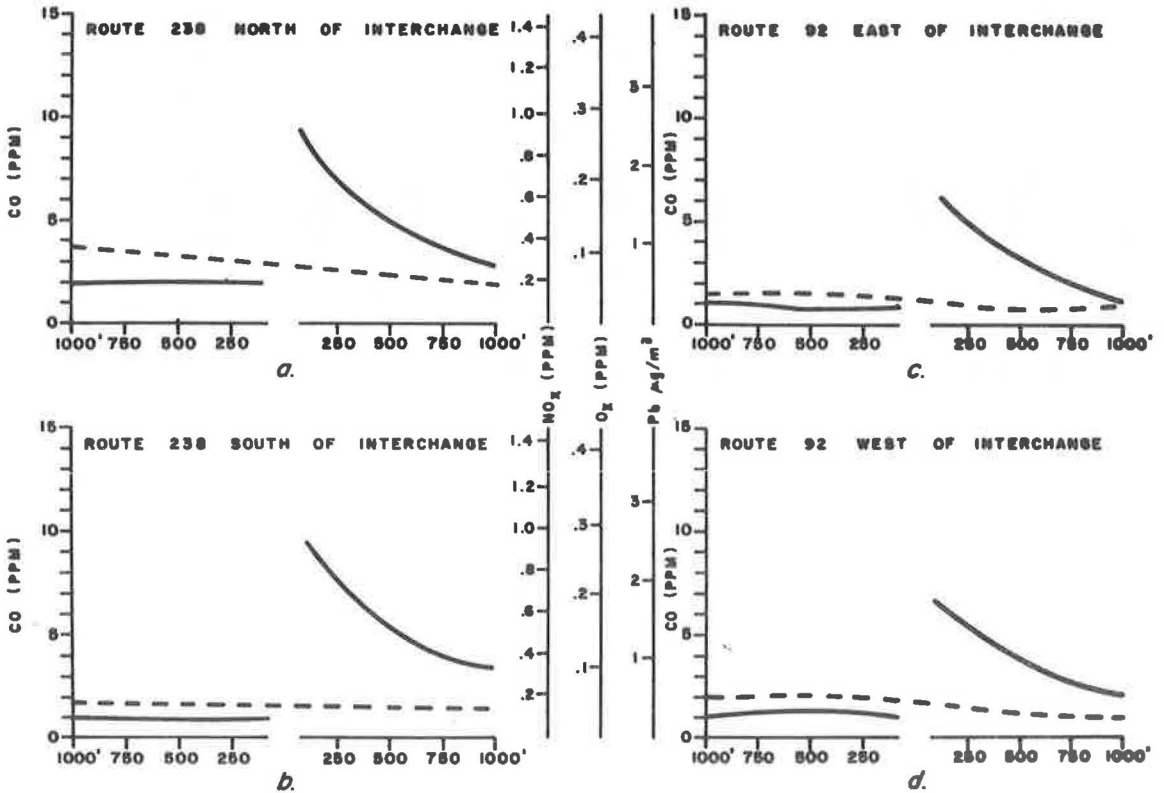 ROUTE 238 NORTH OF INTERCHANGE
15
10
5
0
CO (PPM)
1000' 750 500 250
250 500 750 1000'
a.
1.4
1.2
1.0
.8
.6
.4
.2
NOX (PPM)
.4
.3
.2
.1
OX (PPM)
3
2
1
Pb μg/m³
ROUTE 92 EAST OF INTERCHANGE
15
10
5
0
CO (PPM)
1000' 750 500 250
250 500 750 1000'
c.
ROUTE 238 SOUTH OF INTERCHANGE
15
10
5
0
CO (PPM)
1000' 750 500 250
250 500 750 1000'
b.
1.4
1.2
1.0
.8
.6
.4
.2
.4
.3
.2
.1
3
2
1
ROUTE 92 WEST OF INTERCHANGE
15
10
5
0
CO (PPM)
1000' 750 500 250
250 500 750 1000'
d.